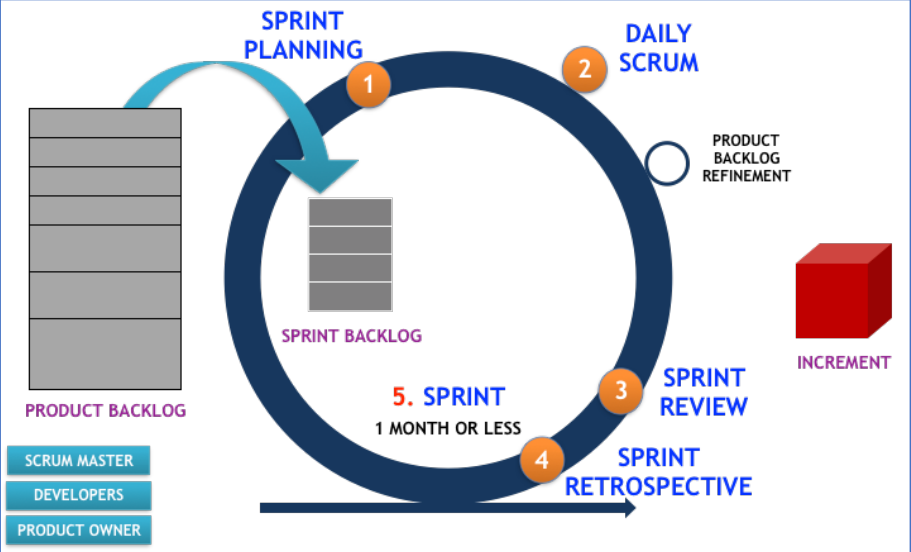 SPRINT
PLANNING
1
2
DAILY
SCRUM
PRODUCT
BACKLOG
REFINEMENT
SPRINT BACKLOG
INCREMENT
PRODUCT BACKLOG
5. SPRINT
1 MONTH OR LESS
3
SPRINT
REVIEW
4
SPRINT
RETROSPECTIVE
SCRUM MASTER
DEVELOPERS
PRODUCT OWNER